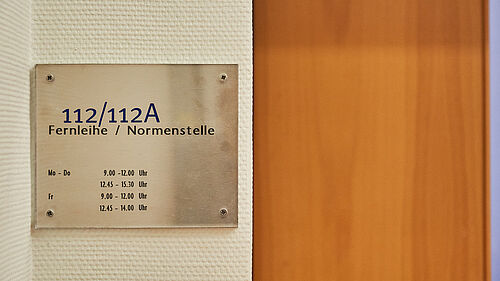 112/112A
Fernleihe / Normenstelle
Mo - Do 9.00 -12.00 Uhr
12.45 - 15.30 Uhr
Fr 9.00 - 12.00 Uhr
12.45 - 14.00 Uhr